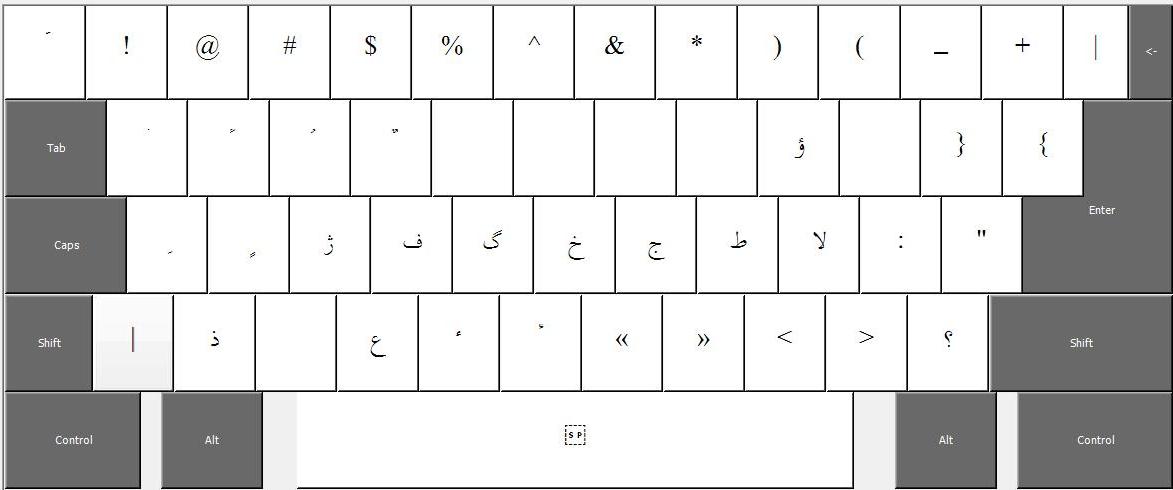 ! @ # $ % ^ & * ) ( _ + | <-
Tab ً ُ ٌ ؤ } {
Caps ِ ٍ ژ ف گ خ ج ط لا : "
Shift | ذ ع ء ٔ « » < > ؟ Shift
Enter
Control Alt SP Alt Control